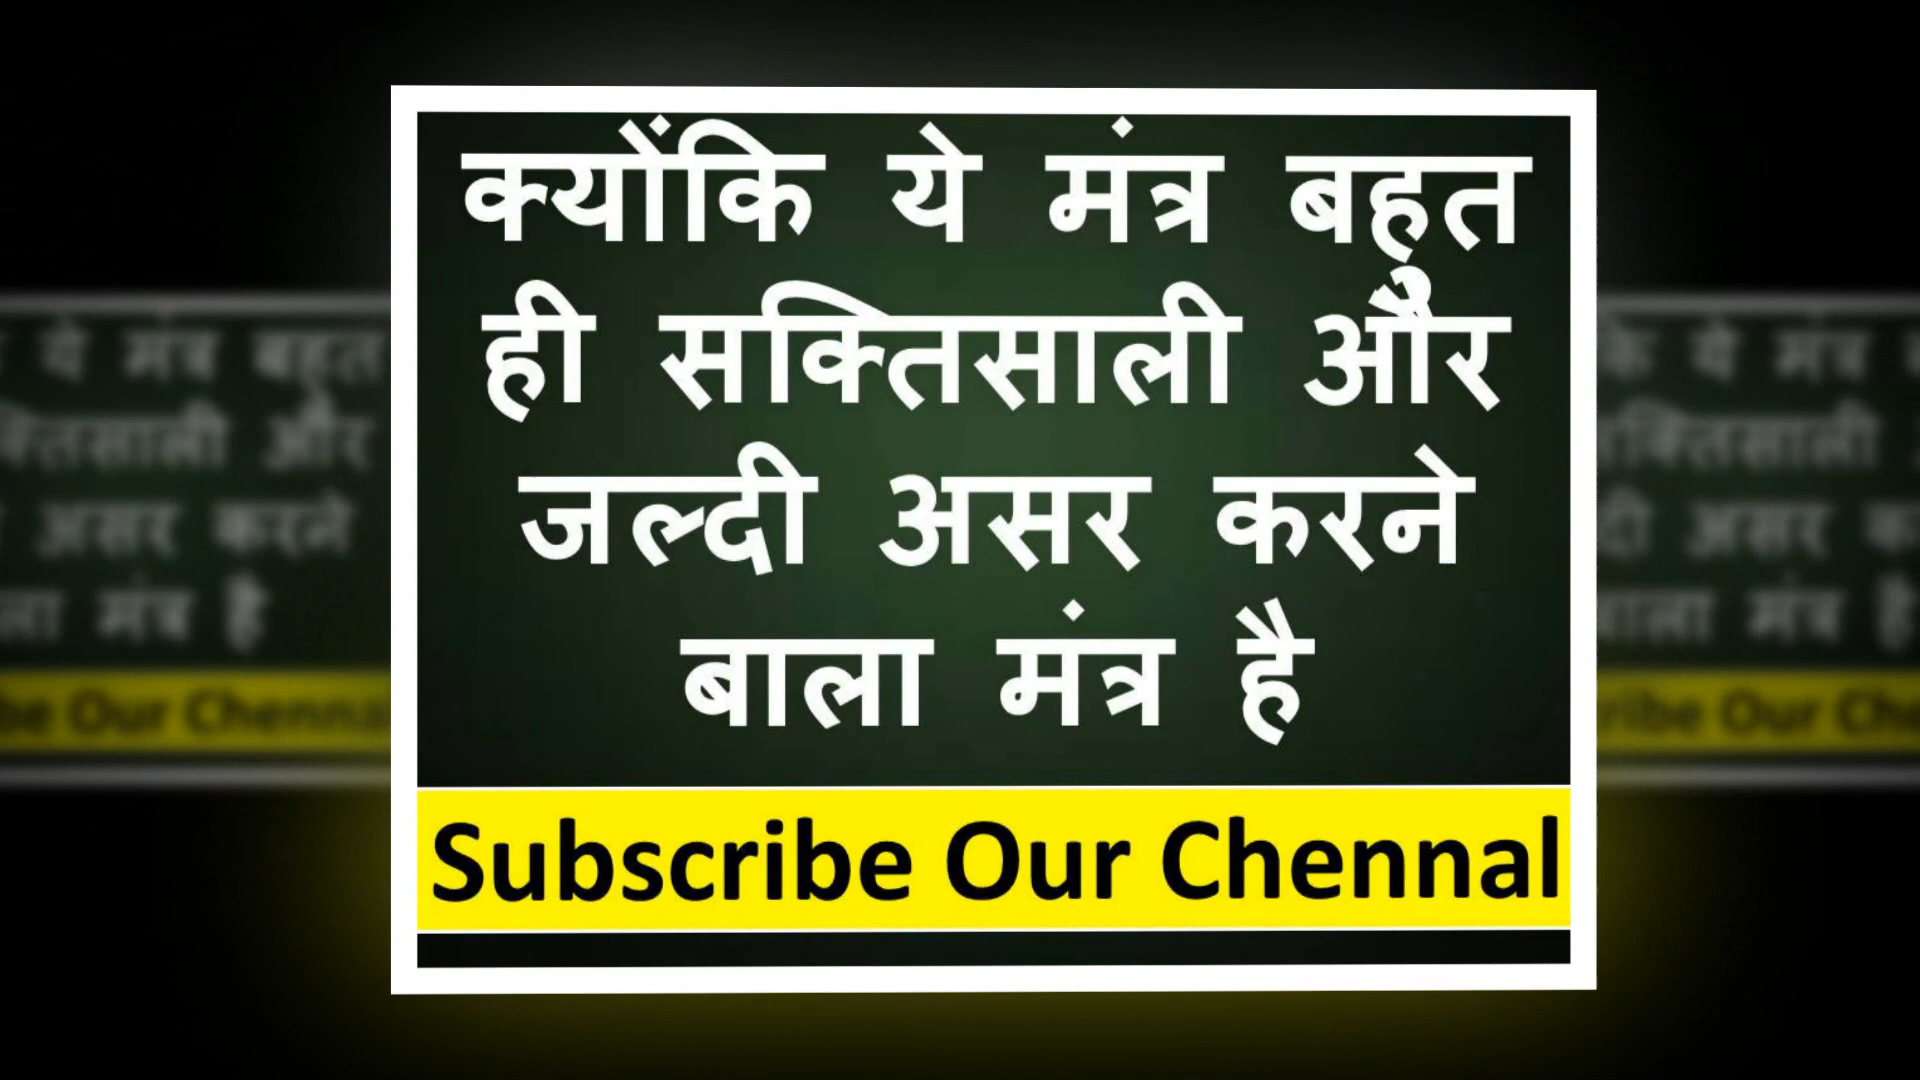 क्योंकि ये मंत्र बहुत
ही सक्तिसाली और
जल्दी असर करने
बाला मंत्र है
Subscribe Our Chennal